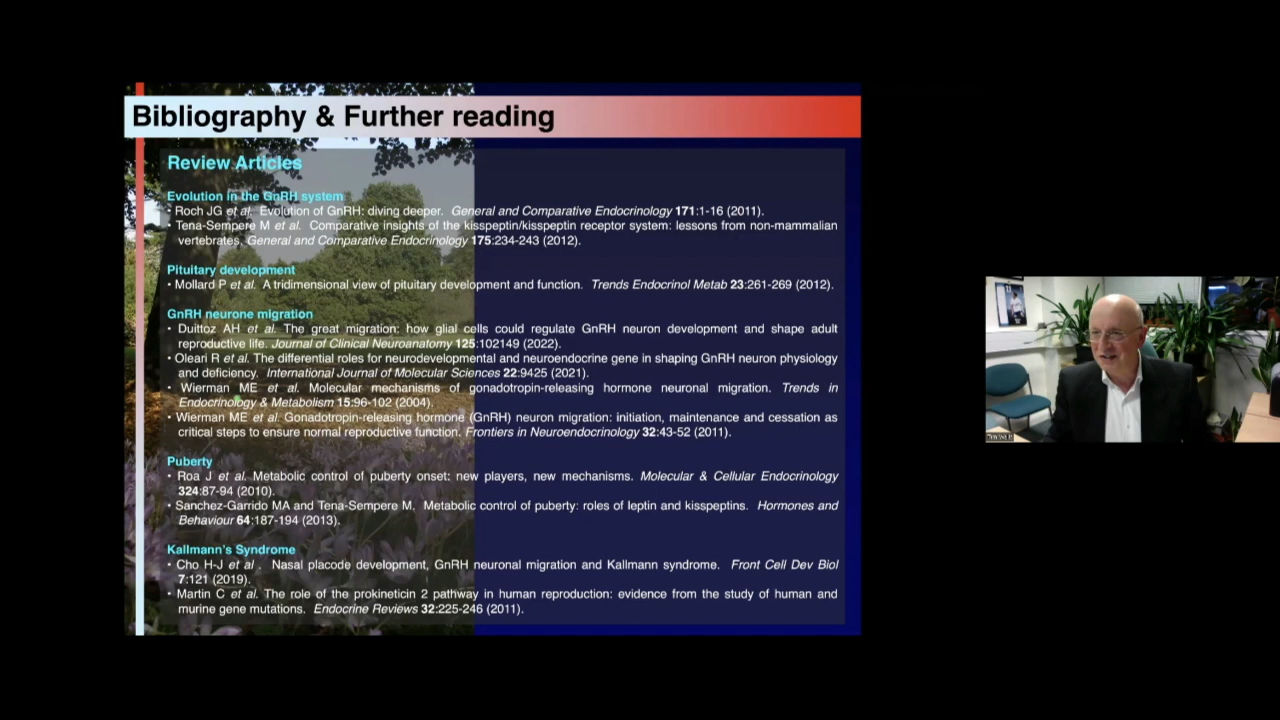 Bibliography & Further reading
Review Articles
Evolution in the GnRH system
• Roch JG et al. Evolution of GnRH: diving deeper. General and Comparative Endocrinology 171:1-16 (2011).
• Tena-Sempere M et al. Comparative insights of the kisspeptin/kisspeptin receptor system: lessons from non-mammalian
vertebrates. General and Comparative Endocrinology 175:234-243 (2012).
Pituitary development
• Mollard P et al. A tridimensional view of pituitary development and function. Trends Endocrinol Metab 23:261-269 (2012).
GnRH neurone migration
• Duittoz AH et al. The great migration: how glial cells could regulate GnRH neuron development and shape adult
reproductive life. Journal of Clinical Neuroanatomy 125:102149 (2022).
• Oleari R et al. The differential roles for neurodevelopmental and neuroendocrine gene in shaping GnRH neuron physiology
and deficiency. International Journal of Molecular Sciences 22:9425 (2021).
• Wierman ME et al. Molecular mechanisms of gonadotropin-releasing hormone neuronal migration. Trends in
Endocrinology & Metabolism 15:96-102 (2004).
• Wierman ME et al. Gonadotropin-releasing hormone (GnRH) neuron migration: initiation, maintenance and cessation as
critical steps to ensure normal reproductive function. Frontiers in Neuroendocrinology 32:43-52 (2011).
Puberty
• Roa J et al. Metabolic control of puberty onset: new players, new mechanisms. Molecular & Cellular Endocrinology
324:87-94 (2010).
• Sanchez-Garrido MA and Tena-Sempere M. Metabolic control of puberty: roles of leptin and kisspeptins. Hormones and
Behaviour 64:187-194 (2013).
Kallmann's Syndrome
• Cho H-J et al . Nasal placode development, GnRH neuronal migration and Kallmann syndrome. Front Cell Dev Biol
7:121 (2019).
• Martin C et al. The role of the prokineticin 2 pathway in human reproduction: evidence from the study of human and
murine gene mutations. Endocrine Reviews 32:225-246 (2011).